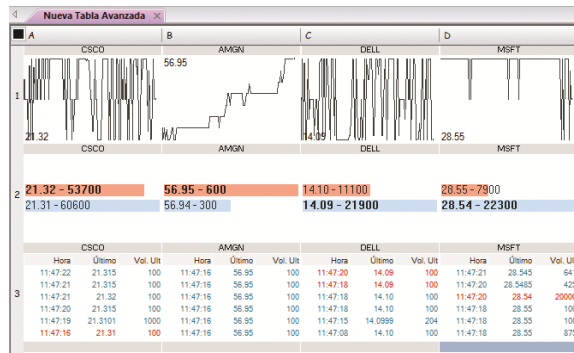 Nueva Tabla Avanzada
A B C D
CSCO AMGN DELL MSFT
56.95
1
21.32 14.09 28.55
CSCO AMGN DELL MSFT
2
21.32 - 53700 56.95 - 600 14.10 - 11100 28.55 - 7900
21.31 - 60600 56.94 - 300 14.09 - 21900 28.54 - 22300
CSCO AMGN DELL MSFT
Hora Último Vol. Ult Hora Último Vol. Ult Hora Último Vol. Ult Hora Último Vol. Ul
11:47:22 21.315 100 11:47:16 56.95 100 11:47:20 14.09 100 11:47:21 28.545 641
11:47:21 21.315 100 11:47:16 56.95 100 11:47:18 14.09 100 11:47:20 28.5485 425
3
11:47:21 21.32 100 11:47:16 56.95 100 11:47:18 14.10 100 11:47:20 28.54 20000
11:47:20 21.315 100 11:47:16 56.95 100 11:47:18 14.10 100 11:47:18 28.55 100
11:47:19 21.3101 1000 11:47:16 56.95 100 11:47:15 14.0999 204 11:47:18 28.55 100
11:47:16 21.31 100 11:47:16 56.95 100 11:47:08 14.10 100 11:47:18 28.55 875